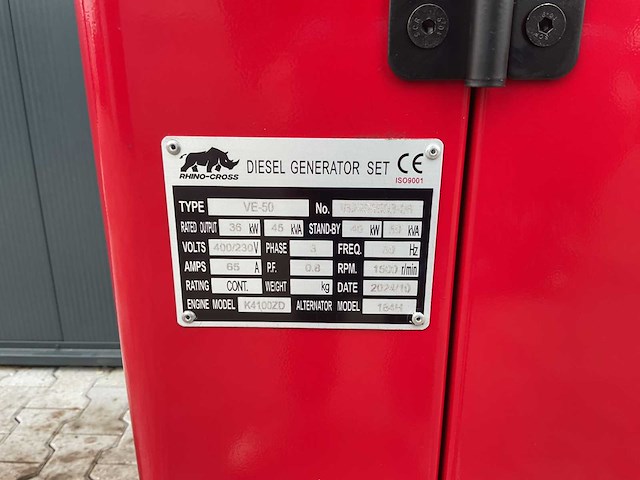 RHINO-CROSS
DIESEL GENERATOR SET CE
ISO9001
TYPE VE-50 No.
RATED OUTPUT 36 kW 45 kVA STAND-BY 40 kW kVA
VOLTS 400/230 V PHASE 3 FREQ. Hz
AMPS 65 A P.F. 0.8 RPM. 1500 r/min
RATING CONT. WEIGHT kg DATE 2024/10
ENGINE MODEL K4100ZD ALTERNATOR MODEL 184H